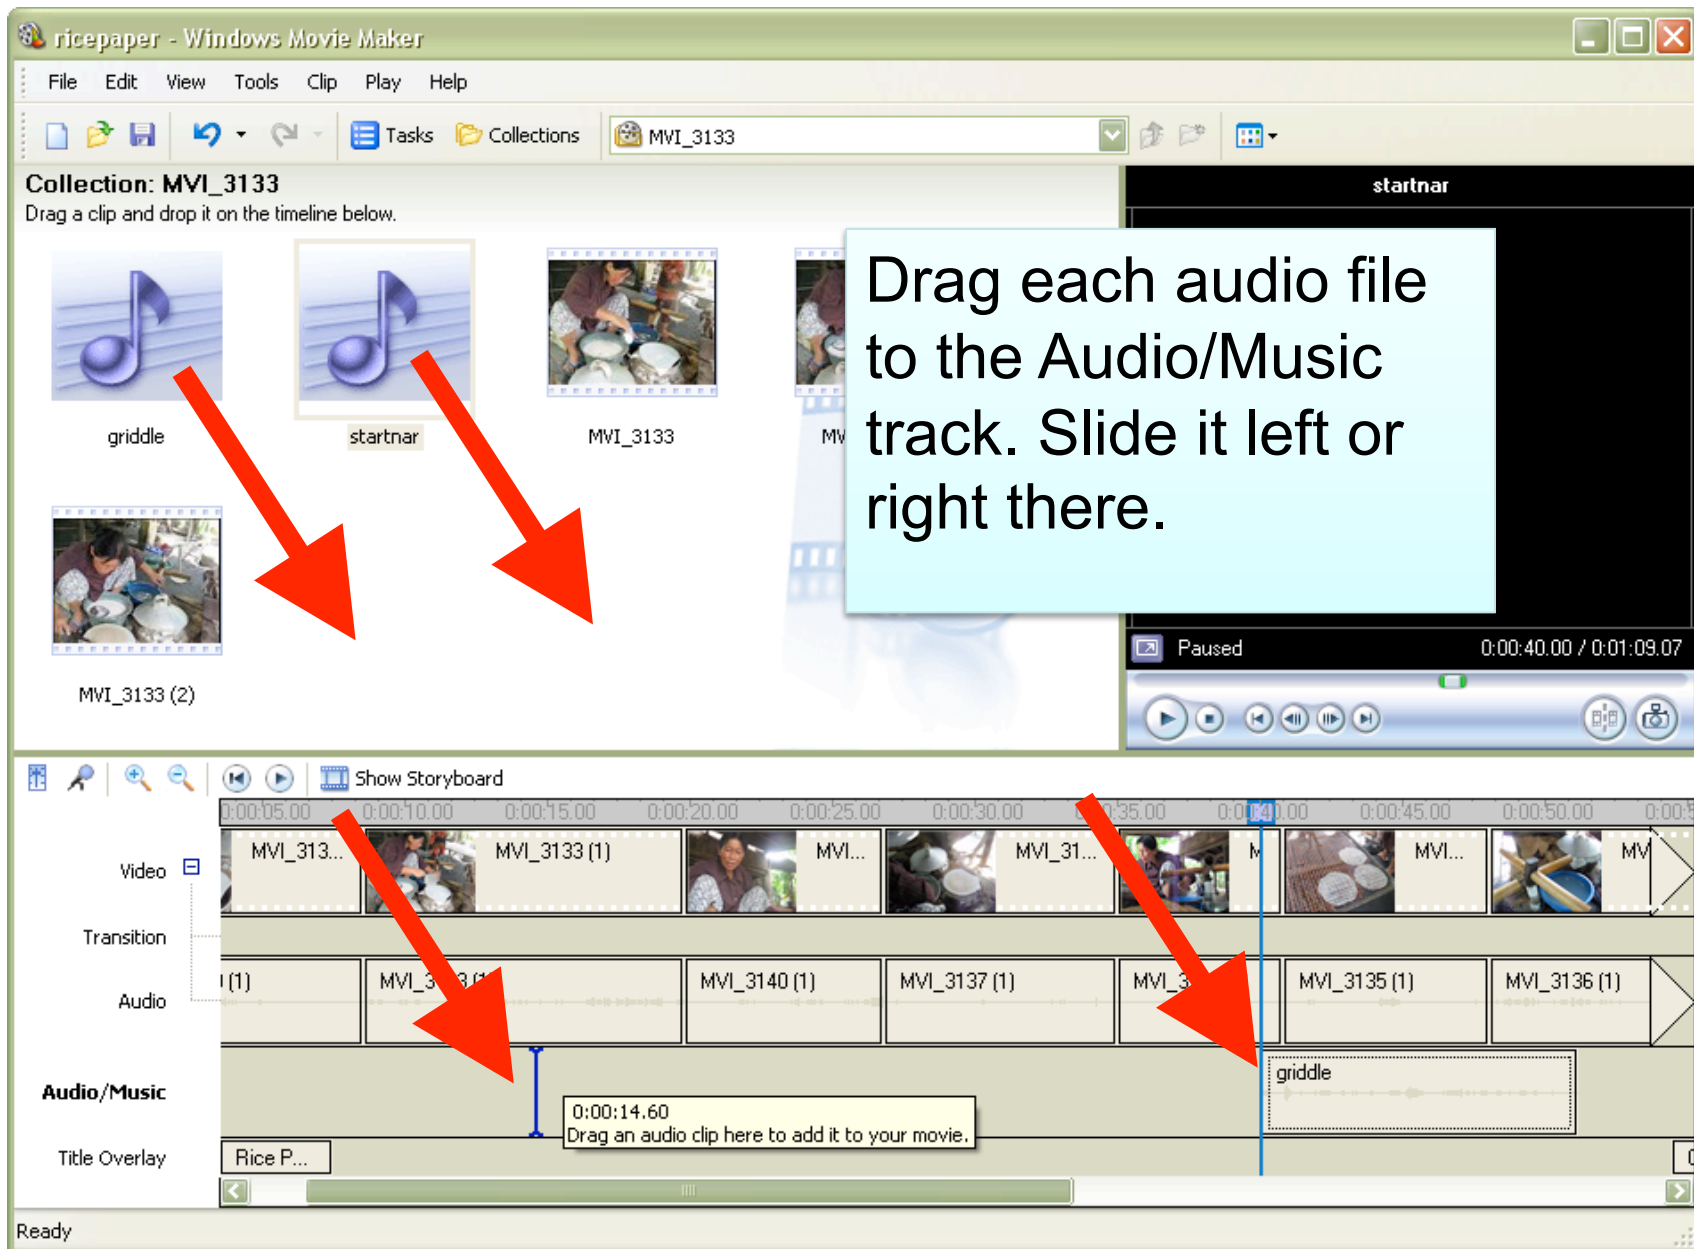 ricepaper - Windows Movie Maker
File Edit View Tools Clip Play Help
Tasks Collections MVI_3133
Collection: MVI_3133
Drag a clip and drop it on the timeline below.
startnar
Drag each audio file
to the Audio/Music
track. Slide it left or
right there.
griddle startnar MVI_3133
MVI_3133 (2)
Paused 0:00:40.00 / 0:01:09.07
Show Storyboard
0:00:05.00 0:00:10.00 0:00:15.00 0:00:20.00 0:00:25.00 0:00:30.00 0:00:45.00 0:00:50.00
Video MVI_313... MVI_3133 (1) MVI... MVI_31... MVI...
Transition
Audio (1) MVI_3140 (1) MVI_3137 (1) MVI_3135 (1) MVI_3136 (1)
Audio/Music griddle
0:00:14.60
Drag an audio clip here to add it to your movie.
Title Overlay Rice P...
Ready